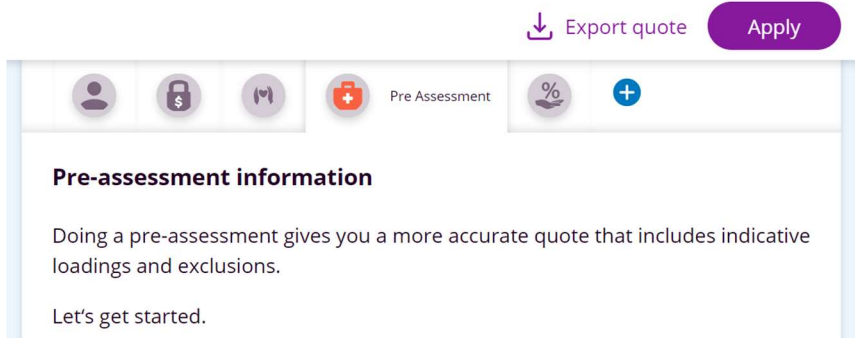 Export quote
Apply
$
Pre Assessment
%
Pre-assessment information
Doing a pre-assessment gives you a more accurate quote that includes indicative
loadings and exclusions.
Let‘s get started.